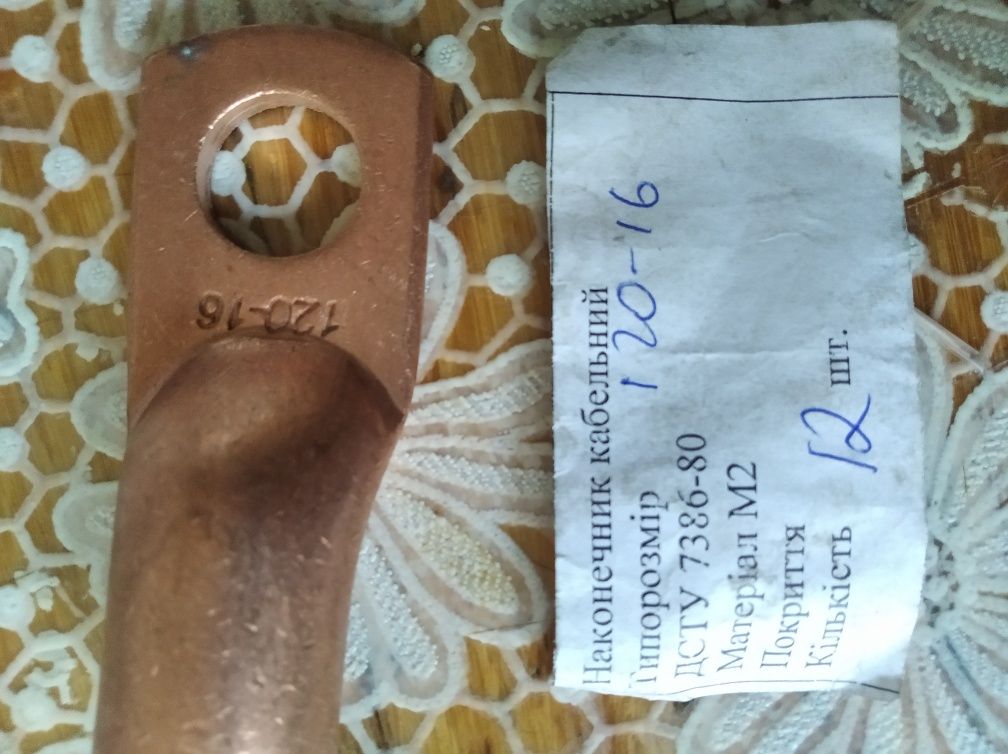 120-16
Наконечник кабельний
Типорозмір 120-16
ДСТУ 7386-80
Матеріал М2
Покриття
Кількість 12 шт.